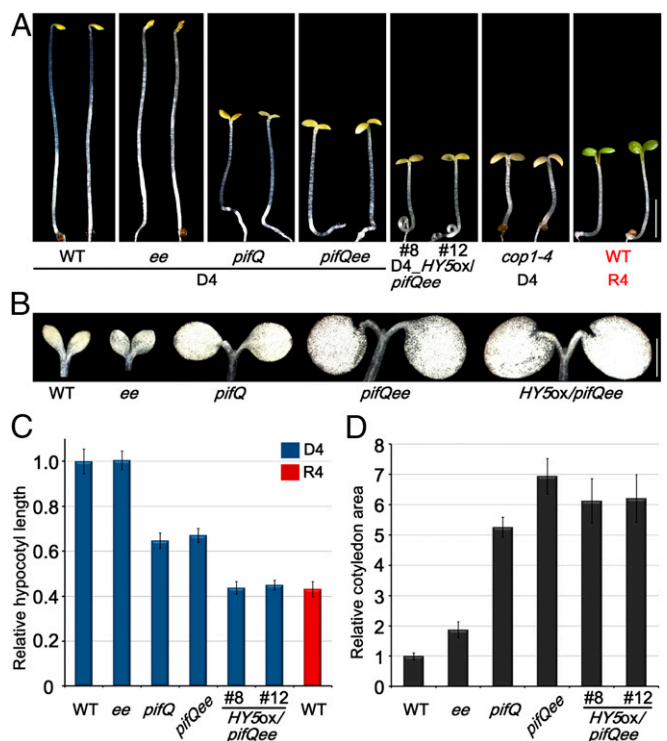 A
WT ee pifQ pifQee #8 #12 cop1-4 WT
D4 D4_HY5ox/ D4 R4
pifQee
B
WT ee pifQ pifQee HY5ox/pifQee
C
D4
R4
Relative hypocotyl length
1.0
0.8
0.6
0.4
0.2
0
WT ee pifQ pifQee #8 #12 WT
HY5ox/
pifQee
D
Relative cotyledon area
8
7
6
5
4
3
2
1
0
WT ee pifQ pifQee #8 #12
HY5ox/
pifQee